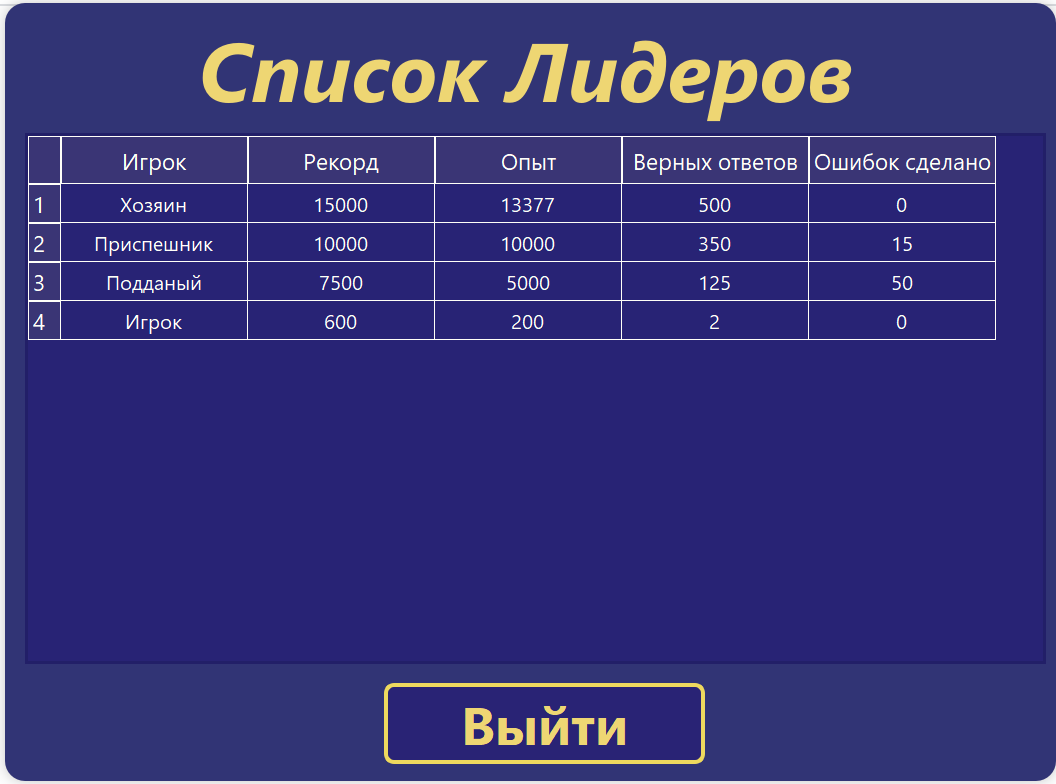 Список Лидеров
Игрок Рекорд Опыт Верных ответов Ошибок сделано
1 Хозяин 15000 13377 500 0
2 Приспешник 10000 10000 350 15
3 Подданый 7500 5000 125 50
4 Игрок 600 200 2 0
Выйти